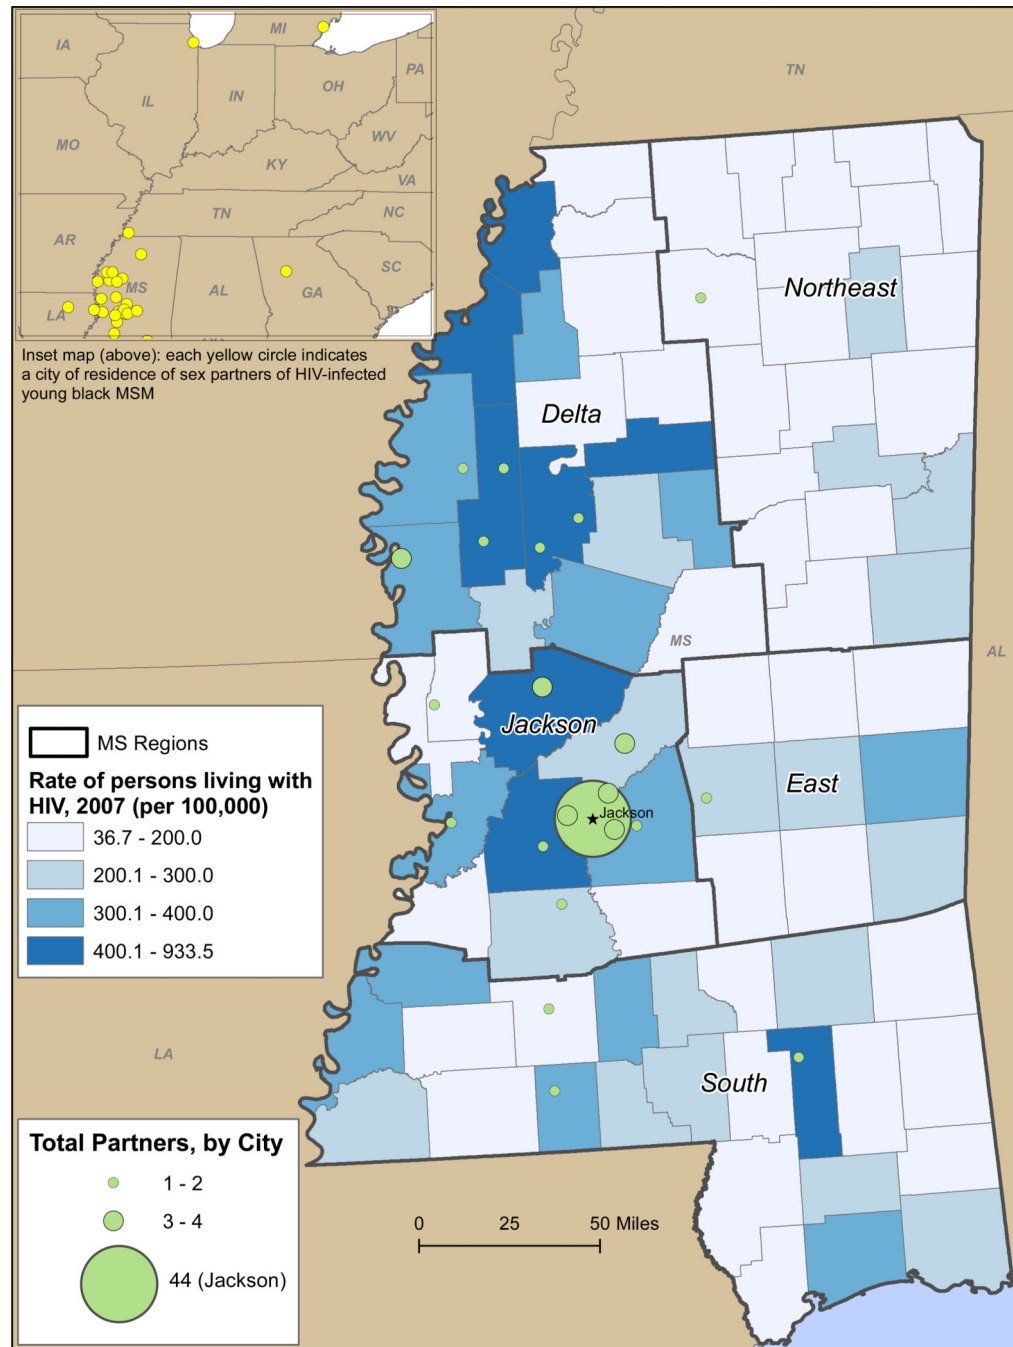 IA
MI
PA
IL
IN
OH
MO
WV
KY
VA
TN
NC
AR
SC
MS
AL
GA
LA
Inset map (above): each yellow circle indicates
a city of residence of sex partners of HIV-infected
young black MSM
TN
Northeast
Delta
MS
AL
Jackson
East
Jackson
MS Regions
Rate of persons living with
HIV, 2007 (per 100,000)
36.7 - 200.0
200.1 - 300.0
300.1 - 400.0
400.1 - 933.5
LA
South
Total Partners, by City
1 - 2
3 - 4
44 (Jackson)
0 25 50 Miles